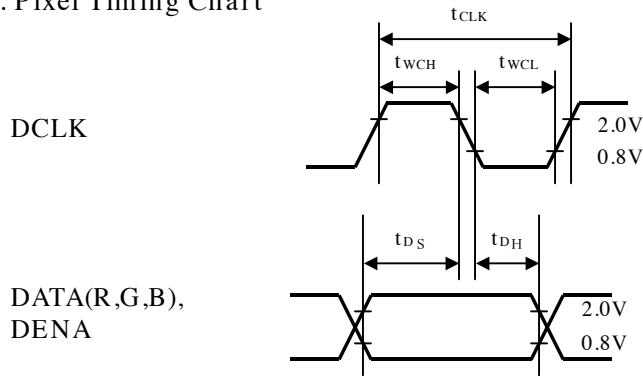 . Pixel Timing Chart
tCLK
tWCH tWCL
DCLK
2.0V
0.8V
tDS tDH
DATA(R,G,B),
DENA
2.0V
0.8V